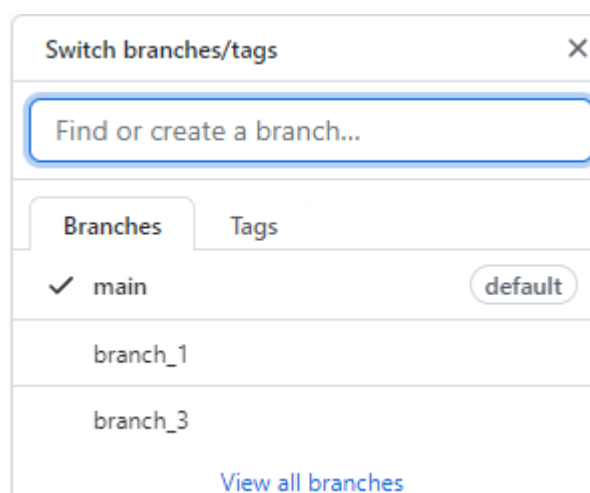 Switch branches/tags
Find or create a branch...
Branches Tags
main default
branch_1
branch_3
View all branches